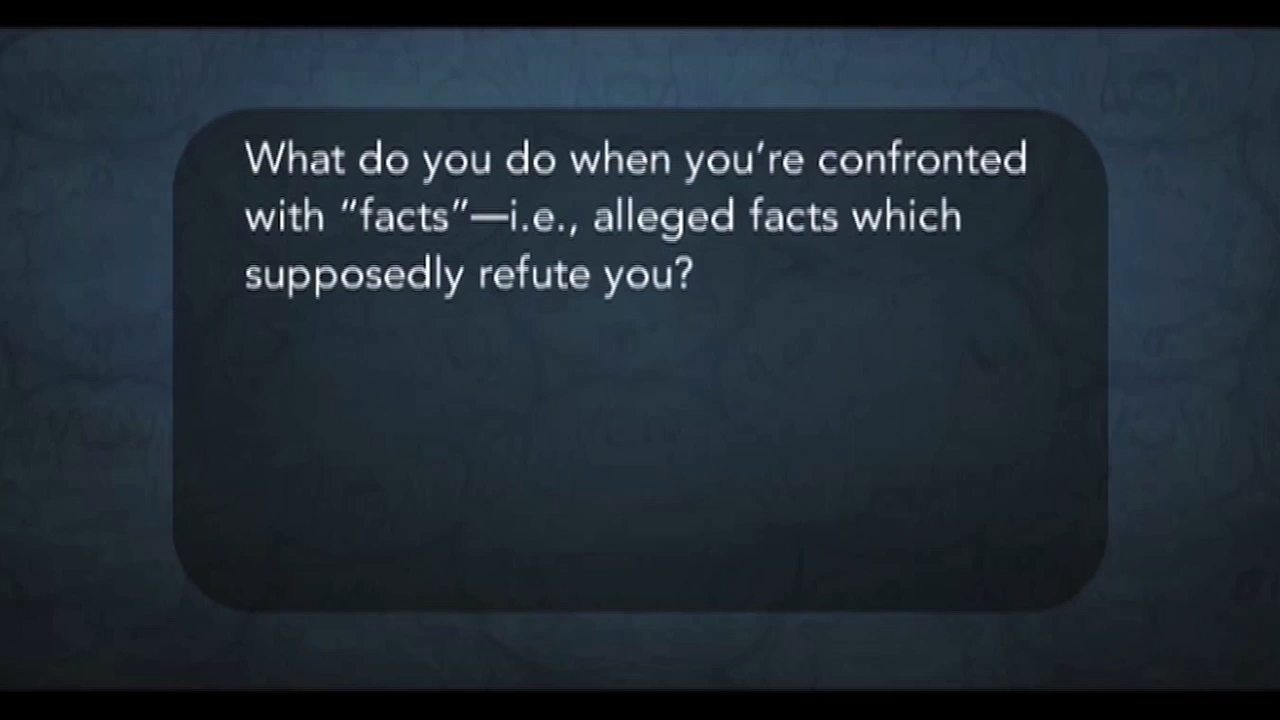 What do you do when you’re confronted
with “facts”—i.e., alleged facts which
supposedly refute you?